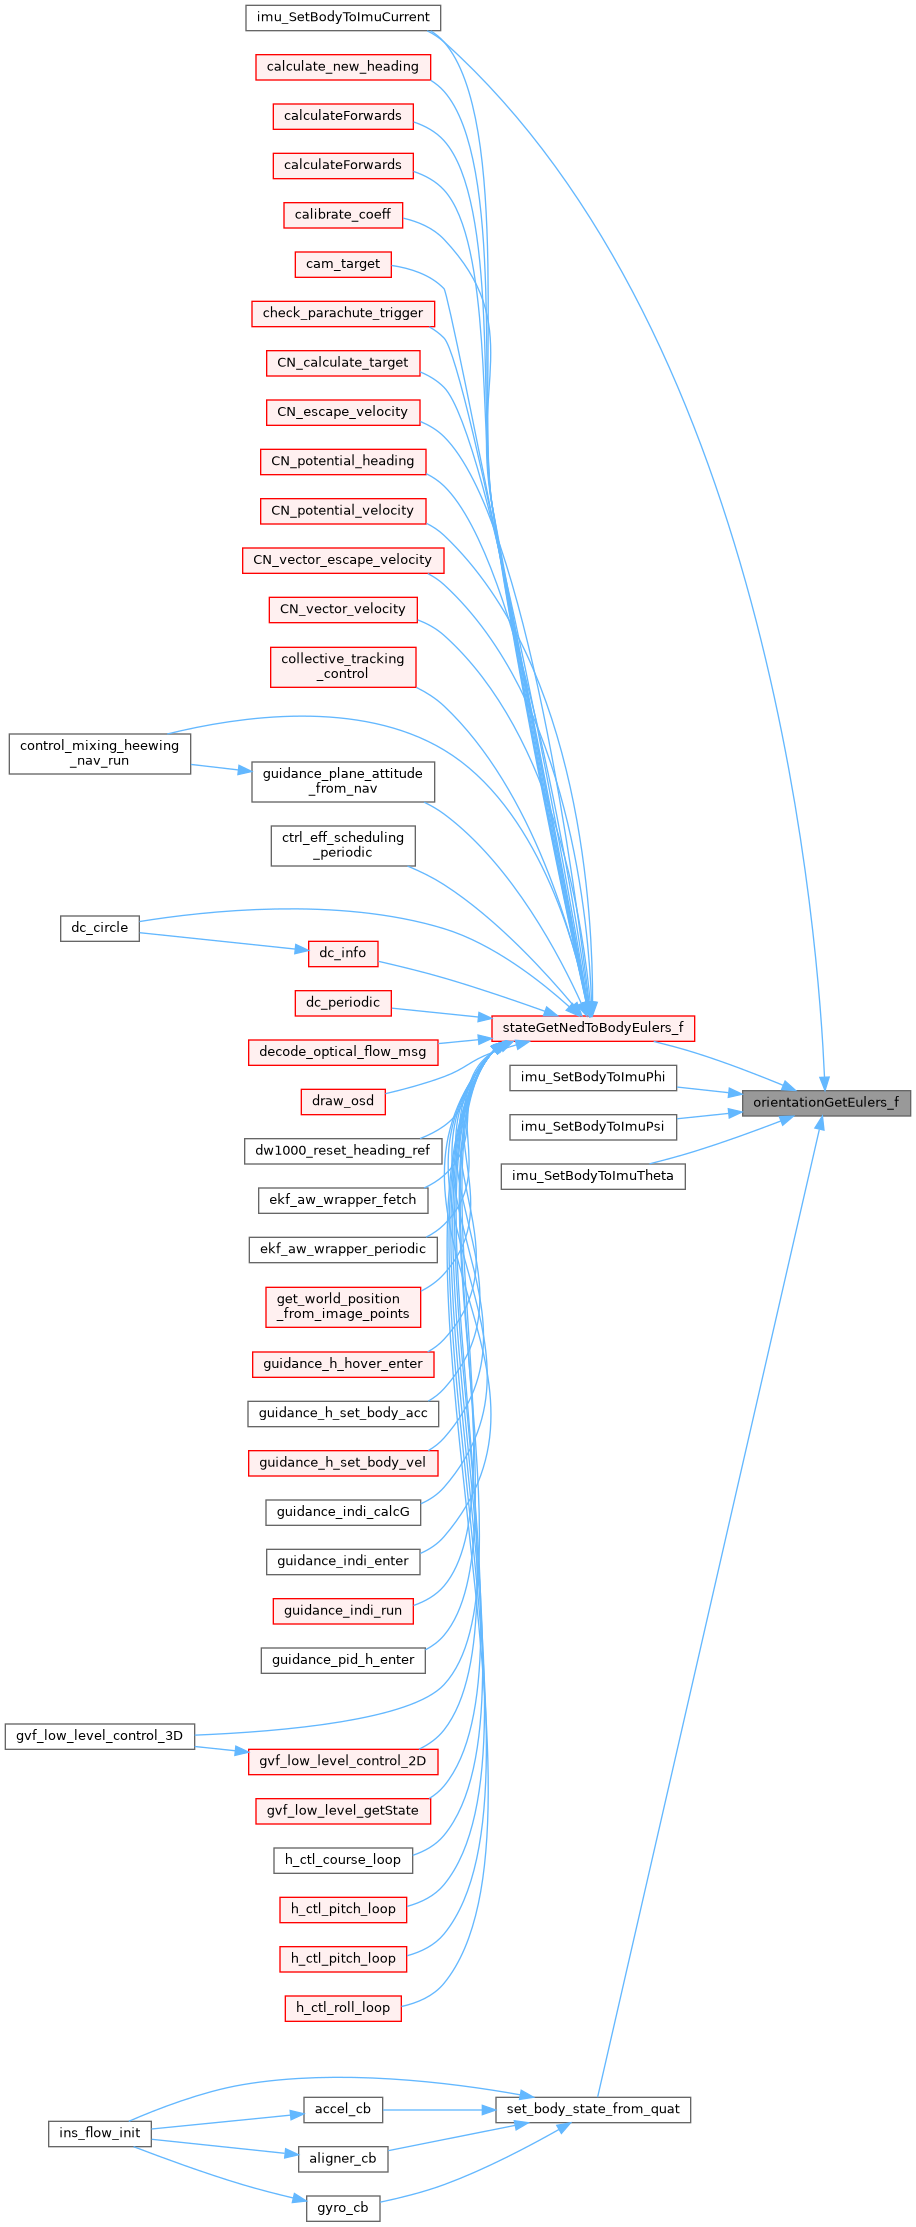 imu_SetBodyToImuCurrent
calculate_new_heading
calculateForwards
calculateForwards
calibrate_coeff
cam_target
check_parachute_trigger
CN_calculate_target
CN_escape_velocity
CN_potential_heading
CN_potential_velocity
CN_vector_escape_velocity
CN_vector_velocity
collective_tracking
_control
control_mixing_heewing
_nav_run
guidance_plane_attitude
_from_nav
ctrl_eff_scheduling
_periodic
dc_circle
dc_info
dc_periodic
stateGetNedToBodyEulers_f
decode_optical_flow_msg
imu_SetBodyToImuPhi
draw_osd
orientationGetEulers_f
imu_SetBodyToImuPsi
dw1000_reset_heading_ref
imu_SetBodyToImuTheta
ekf_aw_wrapper_fetch
ekf_aw_wrapper_periodic
get_world_position
_from_image_points
guidance_h_hover_enter
guidance_h_set_body_acc
guidance_h_set_body_vel
guidance_indi_calcG
guidance_indi_enter
guidance_indi_run
guidance_pid_h_enter
gvf_low_level_control_3D
gvf_low_level_control_2D
gvf_low_level_getState
h_ctl_course_loop
h_ctl_pitch_loop
h_ctl_pitch_loop
h_ctl_roll_loop
accel_cb
set_body_state_from_quat
ins_flow_init
aligner_cb
gyro_cb